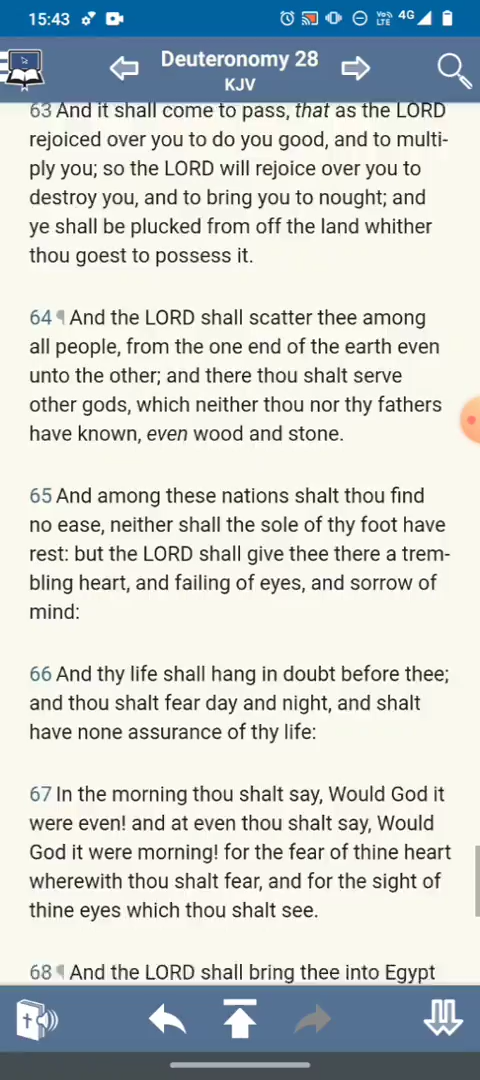 15:43
Vo)) LTE 4G
Deuteronomy 28
KJV
63 And it shall come to pass, that as the LORD
rejoiced over you to do you good, and to multi-
ply you; so the LORD will rejoice over you to
destroy you, and to bring you to nought; and
ye shall be plucked from off the land whither
thou goest to possess it.
64 ¶ And the LORD shall scatter thee among
all people, from the one end of the earth even
unto the other; and there thou shalt serve
other gods, which neither thou nor thy fathers
have known, even wood and stone.
65 And among these nations shalt thou find
no ease, neither shall the sole of thy foot have
rest: but the LORD shall give thee there a trem-
bling heart, and failing of eyes, and sorrow of
mind:
66 And thy life shall hang in doubt before thee;
and thou shalt fear day and night, and shalt
have none assurance of thy life:
67 In the morning thou shalt say, Would God it
were even! and at even thou shalt say, Would
God it were morning! for the fear of thine heart
wherewith thou shalt fear, and for the sight of
thine eyes which thou shalt see.
68 ¶ And the LORD shall bring thee into Egypt